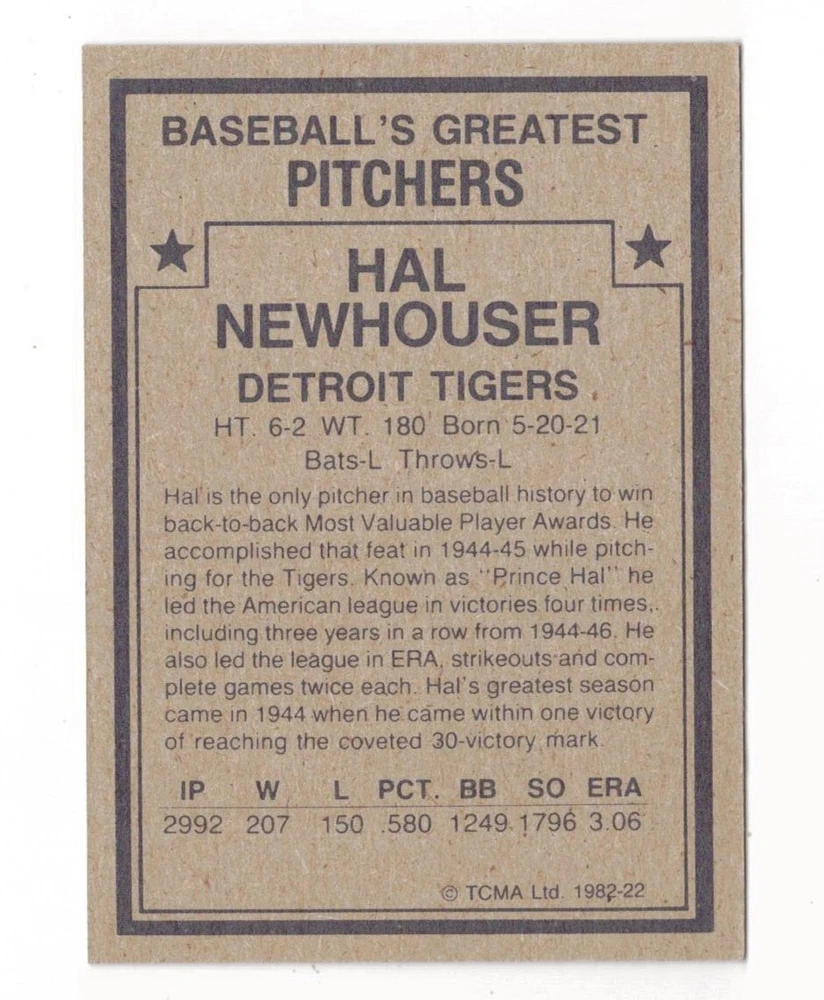 BASEBALL'S GREATEST
PITCHERS
HAL
NEWHOUSER
DETROIT TIGERS
HT. 6-2 WT. 180 Born 5-20-21
Bats-L Throws-L
Hal is the only pitcher in baseball history to win
back-to-back Most Valuable Player Awards. He
accomplished that feat in 1944-45 while pitch-
ing for the Tigers. Known as "Prince Hal" he
led the American league in victories four times,
including three years in a row from 1944-46. He
also led the league in ERA, strikeouts and com-
plete games twice each. Hal's greatest season
came in 1944 when he came within one victory
of reaching the coveted 30-victory mark.
IP W L PCT. BB SO ERA
2992 207 150 .580 1249 1796 3.06
© TCMA Ltd. 1982-22